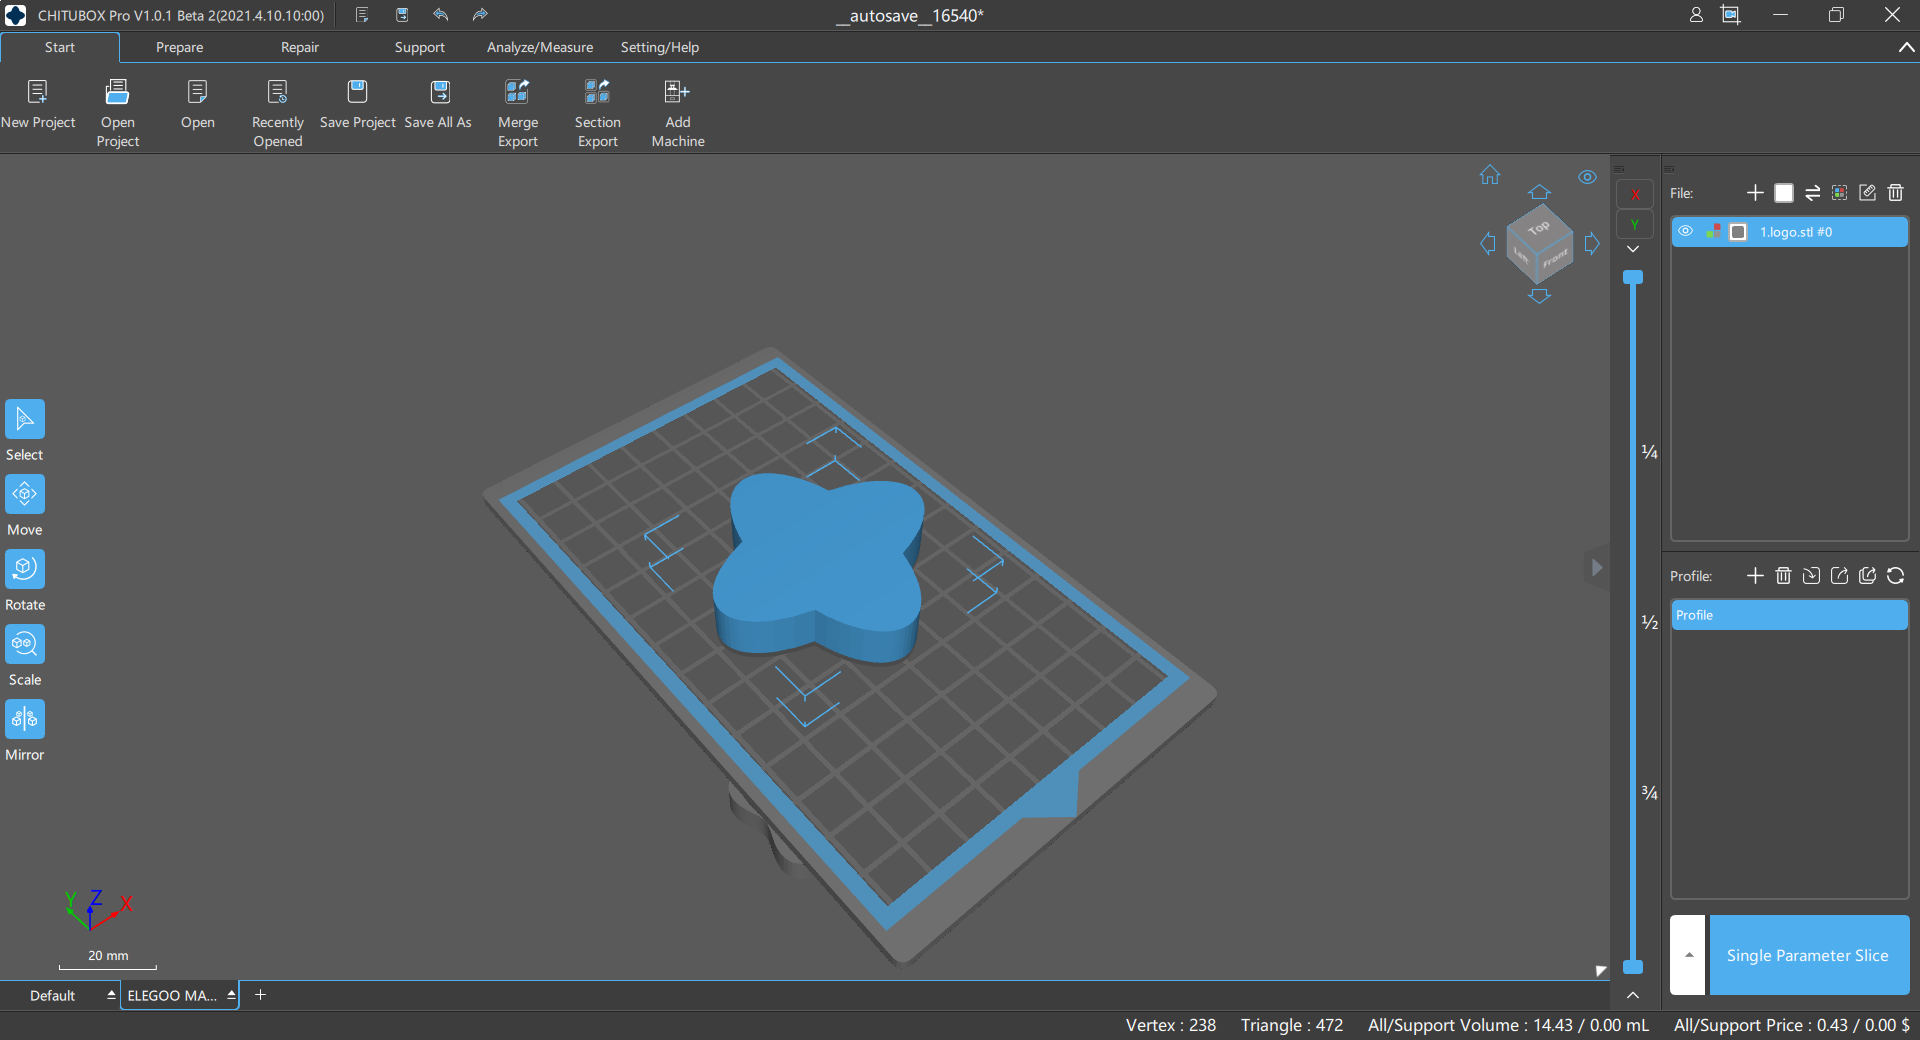 CHITUBOX Pro V1.0.1 Beta 2(2021.4.10.10:00)
__autosave__16540*
Start Prepare Repair Support Analyze/Measure Setting/Help
New Project
Open Project
Open
Recently Opened
Save Project
Save All As
Merge Export
Section Export
Add Machine
Top
Left
Front
X
Y
File:
1.logo.stl #0
Select
Move
Rotate
Scale
Mirror
¼
½
¾
Profile:
Profile
Y Z X
20 mm
Single Parameter Slice
Default
ELEGOO MA...
Vertex : 238 Triangle : 472 All/Support Volume : 14.43 / 0.00 mL All/Support Price : 0.43 / 0.00 $